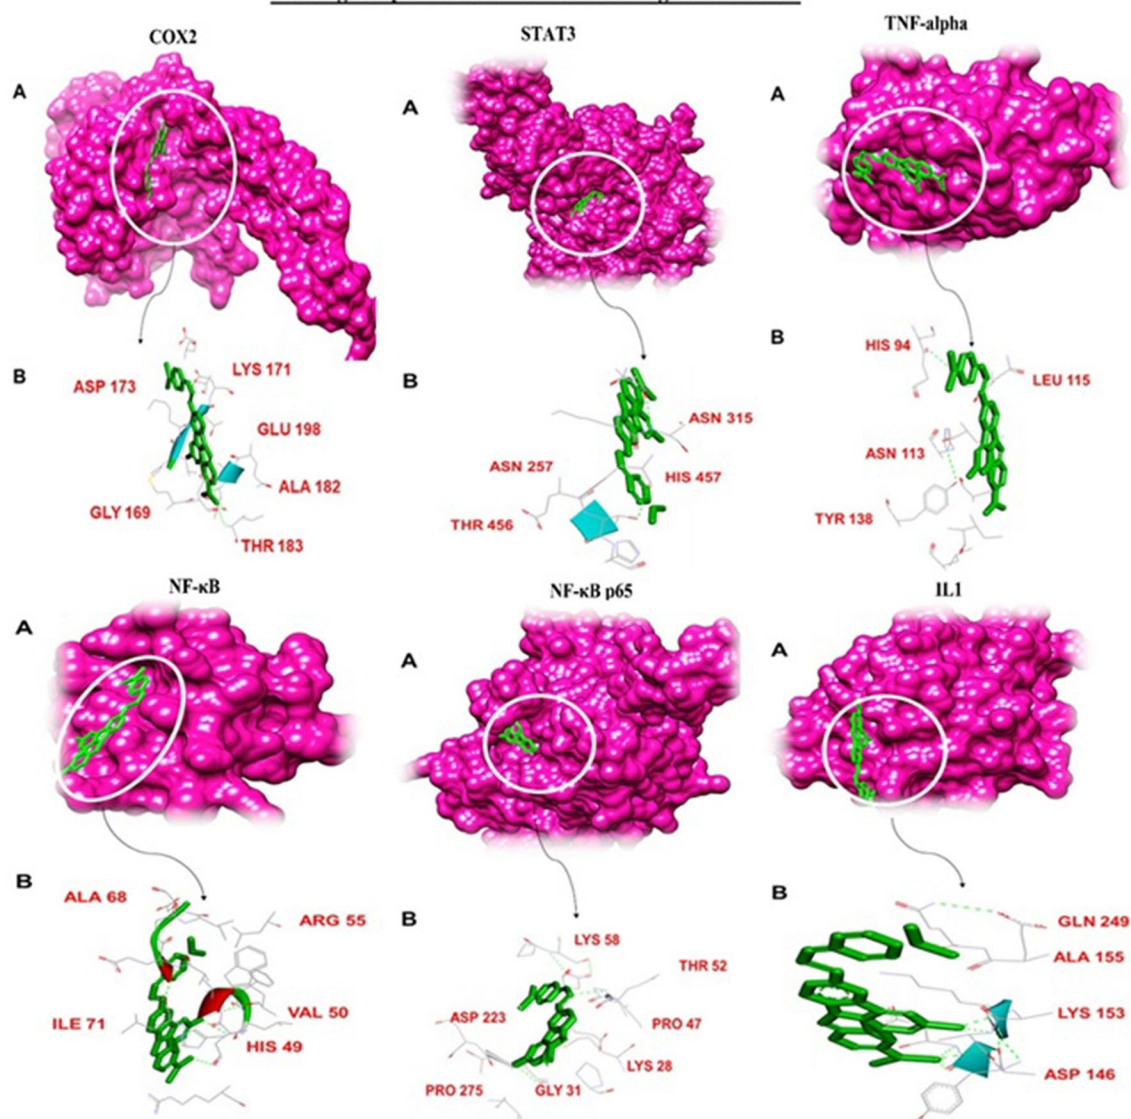 COX2
STAT3
TNF-alpha
A
A
A
B
B
B
ASP 173
LYS 171
GLU 198
ALA 182
GLY 169
THR 183
ASN 315
ASN 257
HIS 457
THR 456
HIS 94
LEU 115
ASN 113
TYR 138
NF-κB
NF-κB p65
IL1
A
A
A
B
B
B
ALA 68
ARG 55
ILE 71
VAL 50
HIS 49
LYS 58
THR 52
ASP 223
PRO 47
LYS 28
PRO 275
GLY 31
GLN 249
ALA 155
LYS 153
ASP 146